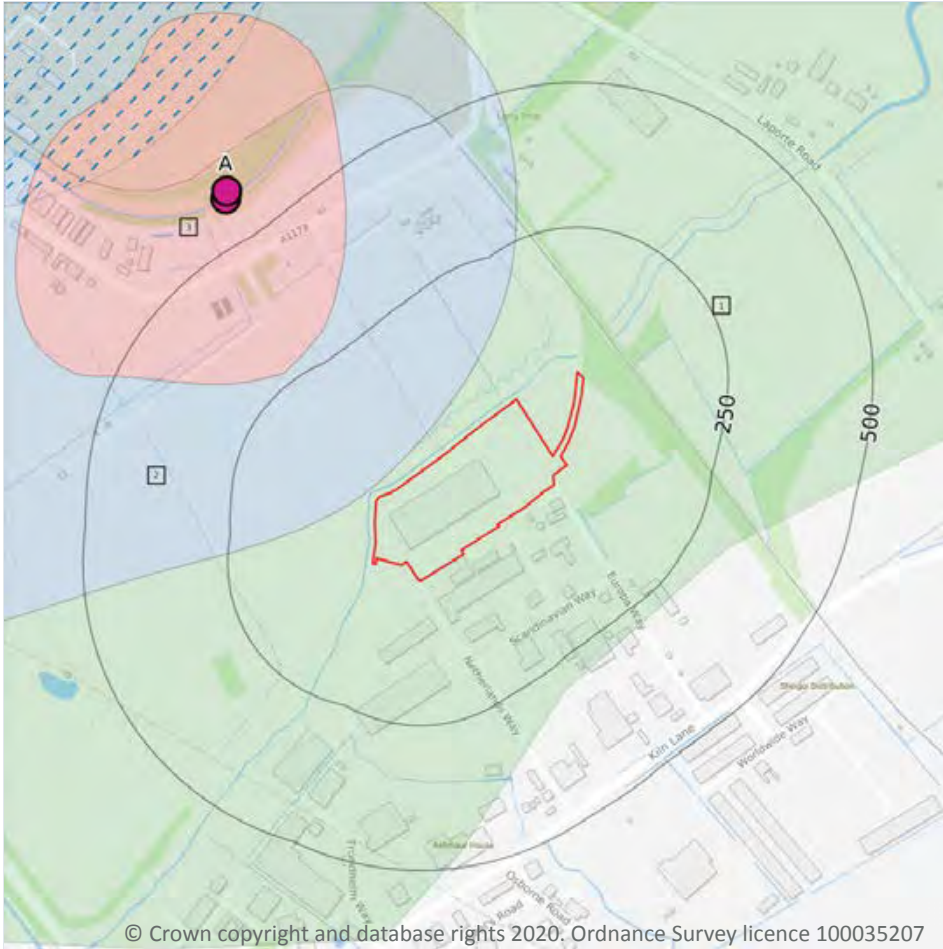 Laporte Road
A
3
A1173
1
250
500
2
Europa Way
Scandinavian Way
Netherlands Way
Kiln Lane
Worldwide Way
Trondheim Way
Osborne Road
Road
© Crown copyright and database rights 2020. Ordnance Survey licence 100035207